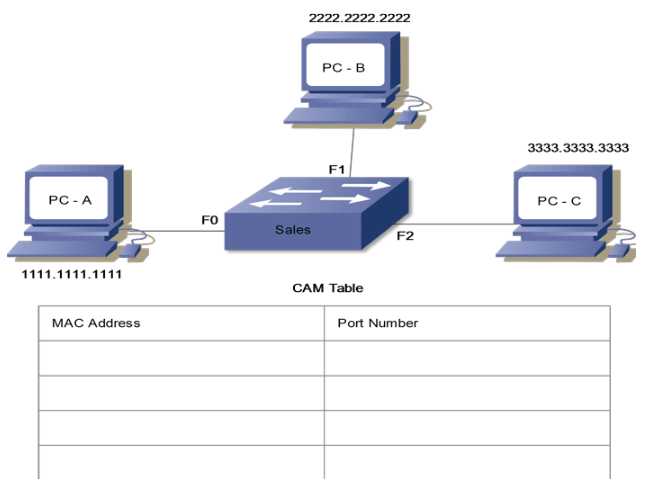 2222.2222.2222
PC - B
3333.3333.3333
F1
PC - A
PC - C
F0
Sales
F2
1111.1111.1111
CAM Table
MAC Address
Port Number